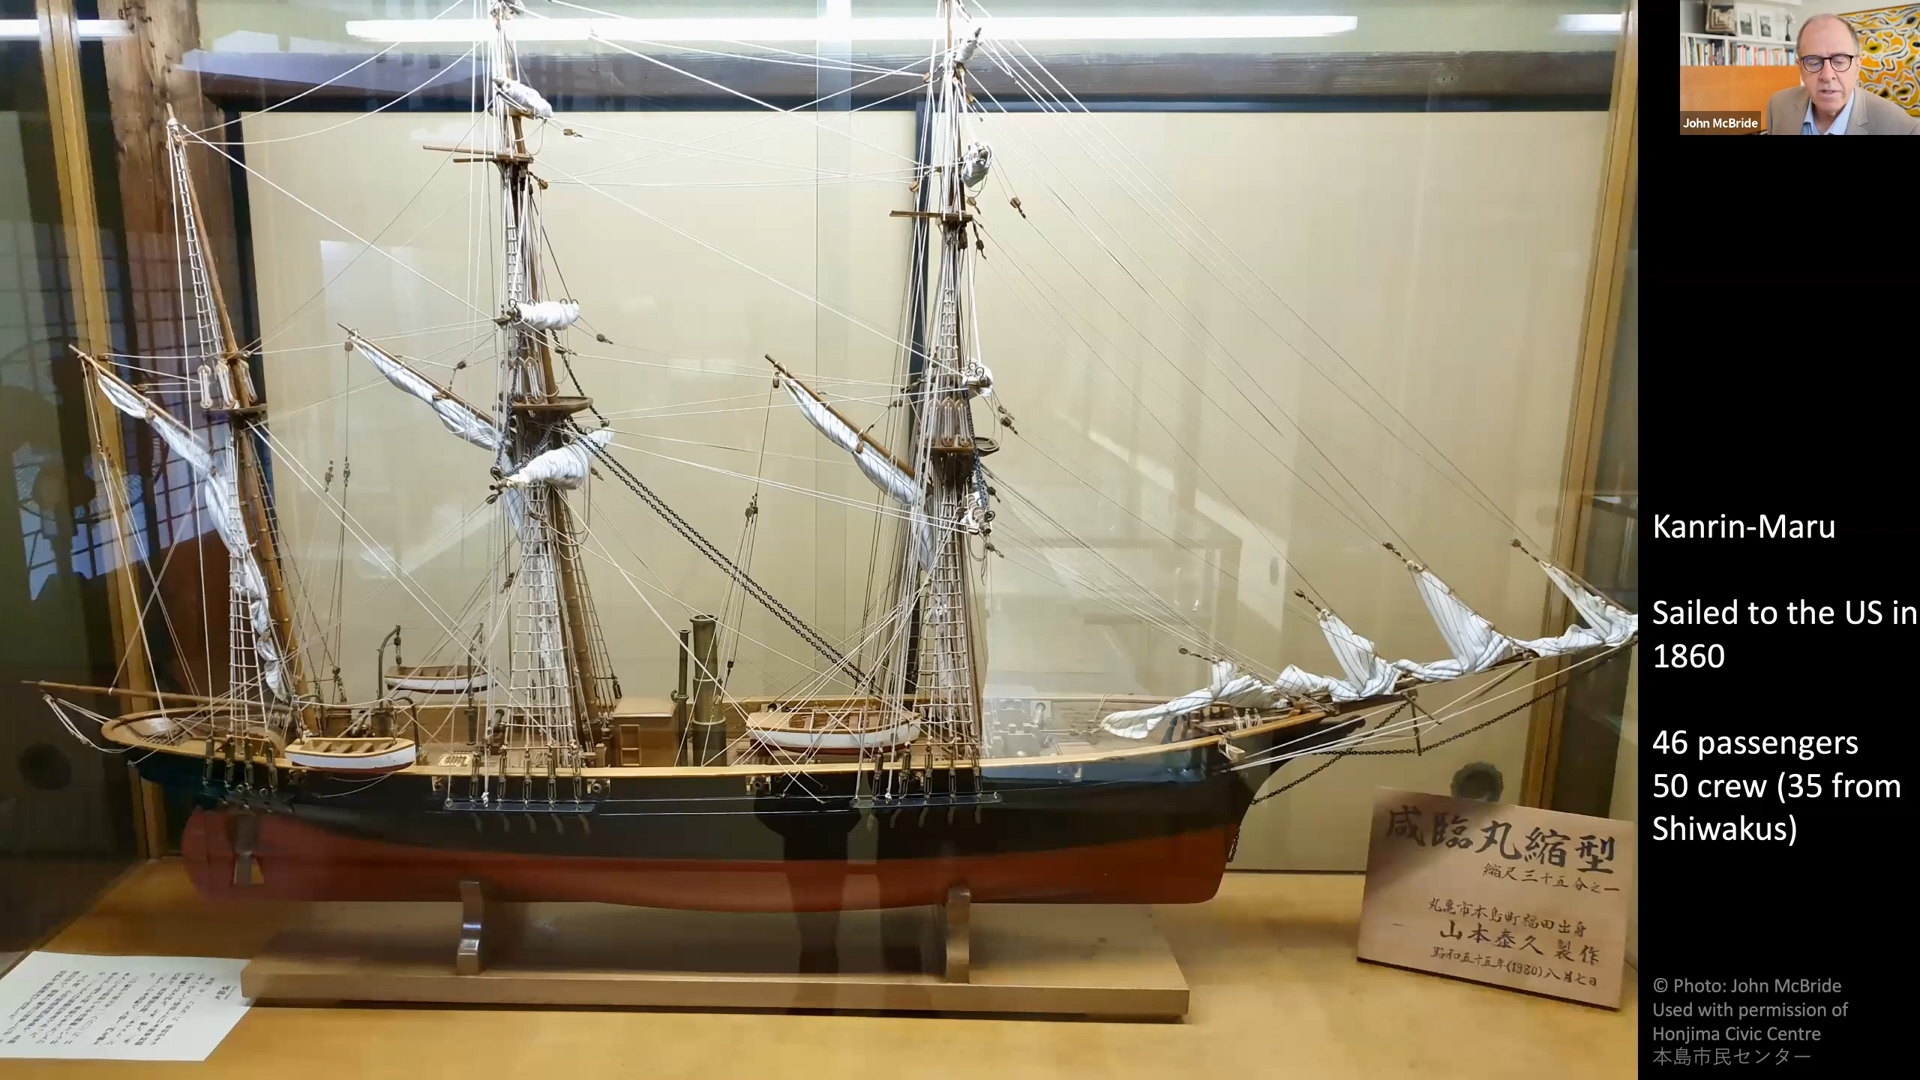 John McBride
Kanrin-Maru
Sailed to the US in
1860
46 passengers
50 crew (35 from
Shiwakus)
咸臨丸縮型
縮尺三十五分之一
丸亀市本島町福田出身
山本泰久製作
昭和五十五年(1980)八月七日
© Photo: John McBride
Used with permission of
Honjima Civic Centre
本島市民センター